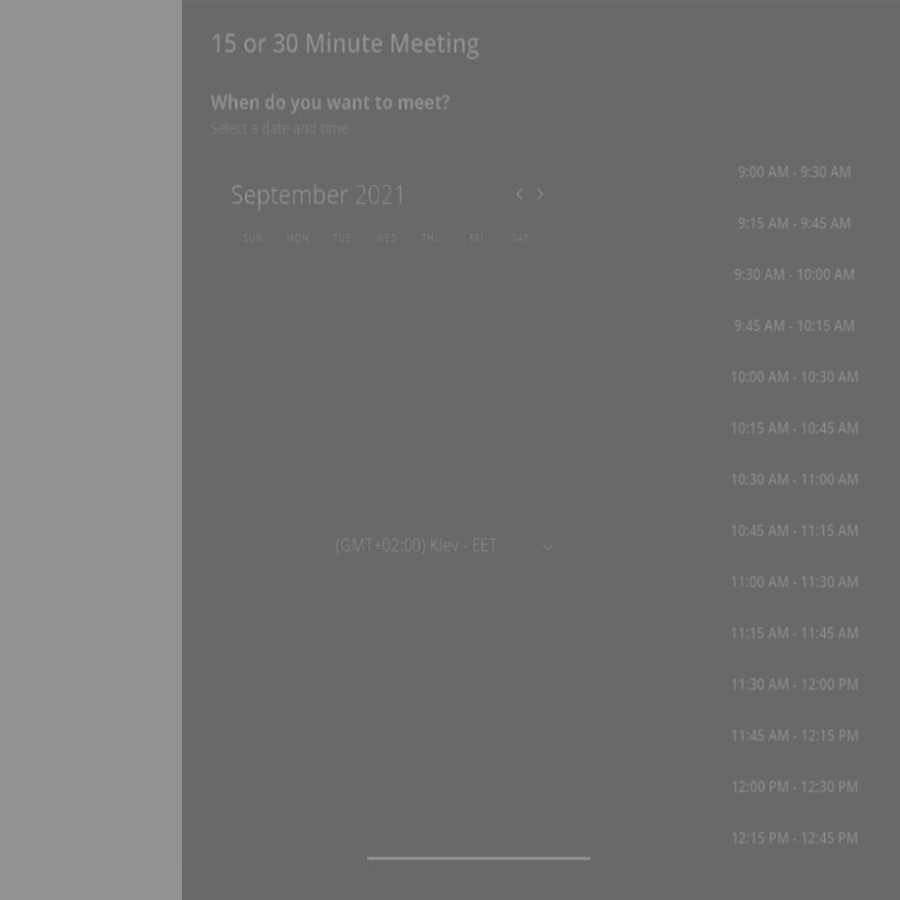 15 or 30 Minute Meeting
When do you want to meet?
Select a date and time
September 2021
SUN MON TUE WED THU FRI SAT
(GMT+02:00) Kiev - EET
9:00 AM - 9:30 AM
9:15 AM - 9:45 AM
9:30 AM - 10:00 AM
9:45 AM - 10:15 AM
10:00 AM - 10:30 AM
10:15 AM - 10:45 AM
10:30 AM - 11:00 AM
10:45 AM - 11:15 AM
11:00 AM - 11:30 AM
11:15 AM - 11:45 AM
11:30 AM - 12:00 PM
11:45 AM - 12:15 PM
12:00 PM - 12:30 PM
12:15 PM - 12:45 PM